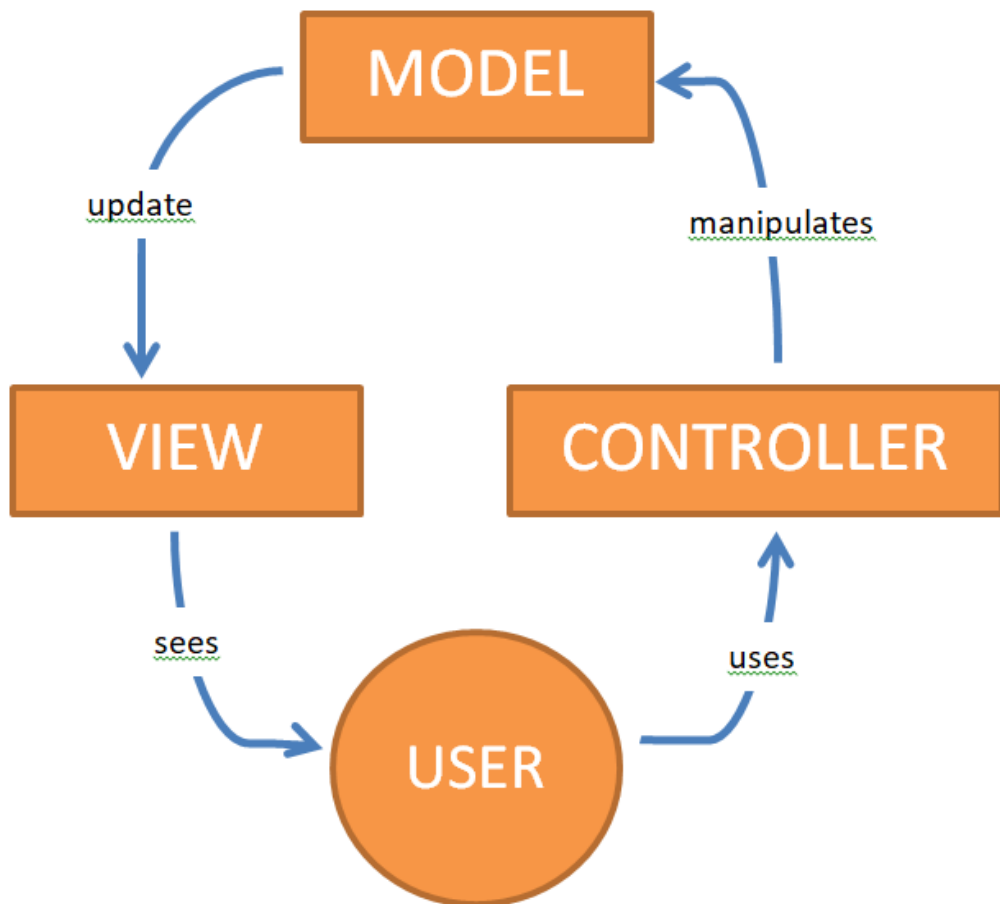 MODEL
update
manipulates
VIEW
CONTROLLER
sees
uses
USER